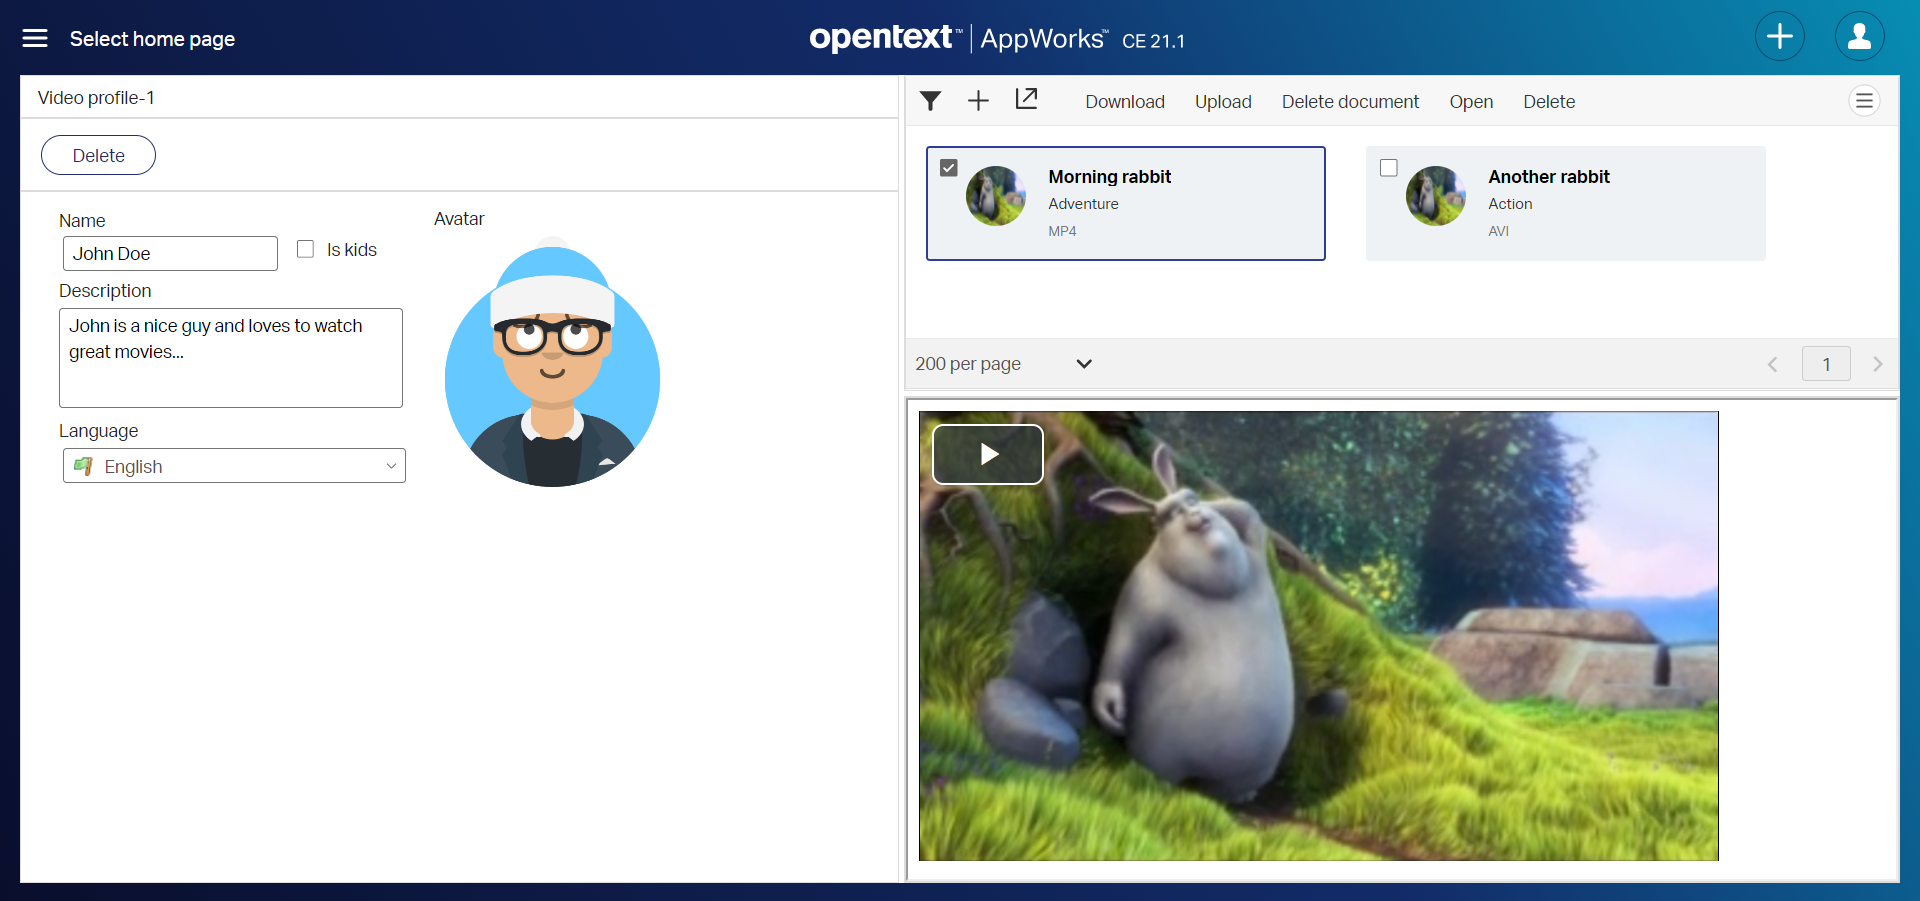 Select home page
opentext™ | AppWorks™ CE 21.1
Video profile-1
Delete
Name
John Doe
Is kids
Description
John is a nice guy and loves to watch
great movies...
Language
English
Avatar
Download Upload Delete document Open Delete
Morning rabbit
Adventure
MP4
Another rabbit
Action
AVI
200 per page
1